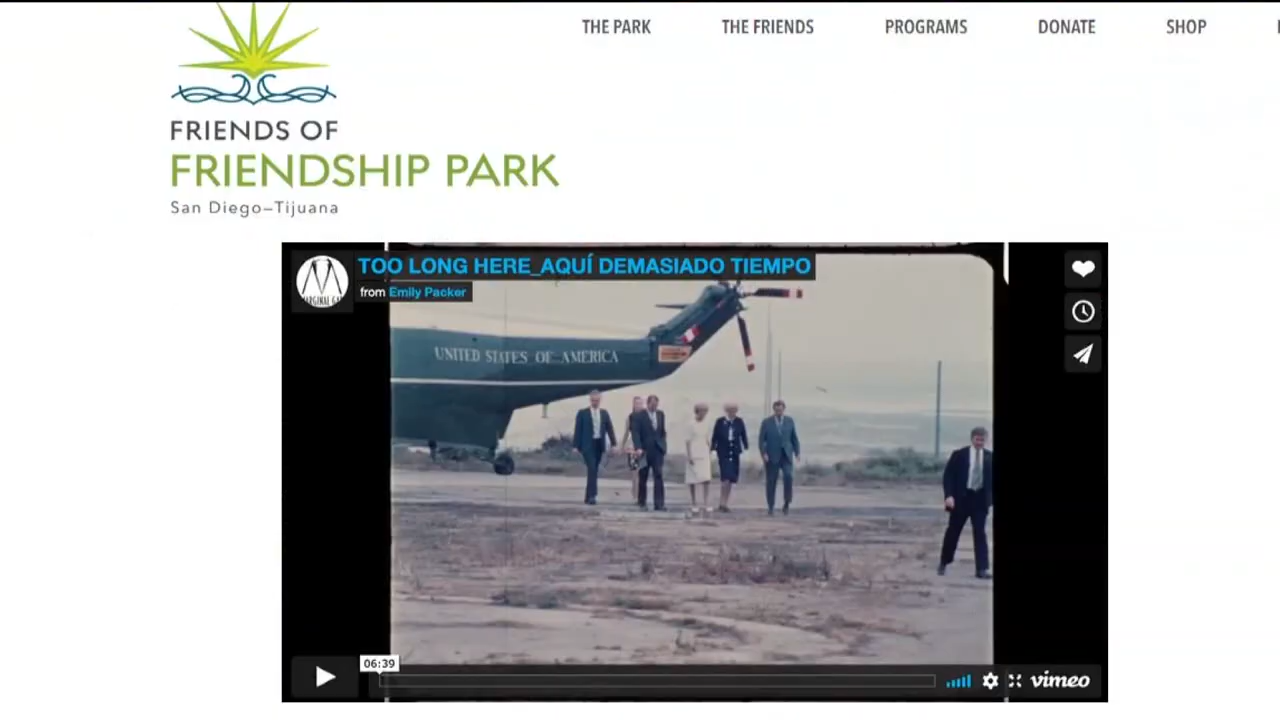 THE PARK THE FRIENDS PROGRAMS DONATE SHOP
FRIENDS OF
FRIENDSHIP PARK
San Diego–Tijuana
TOO LONG HERE_AQUÍ DEMASIADO TIEMPO
from Emily Packer
UNITED STATES OF AMERICA
06:39
vimeo